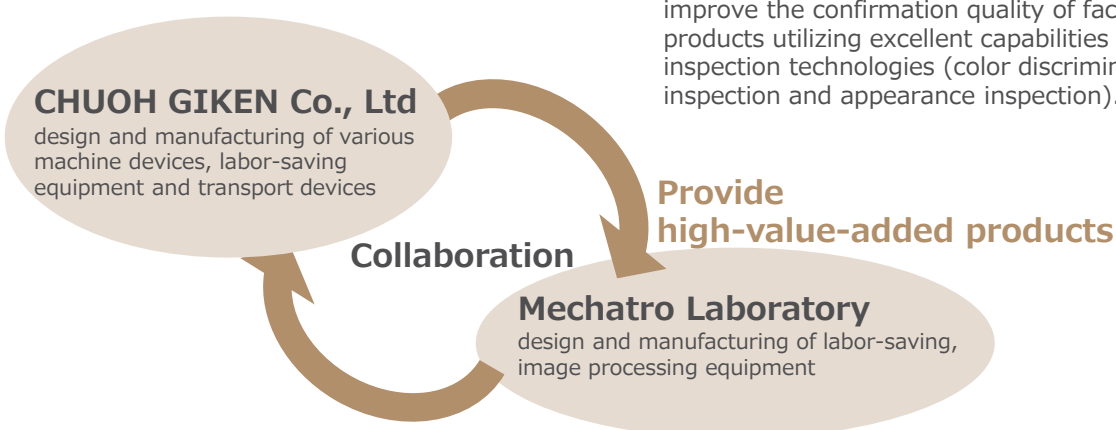 improve the confirmation quality of
products utilizing excellent capabilities
inspection technologies (color
inspection and appearance inspection).
CHUOH GIKEN Co., Ltd
design and manufacturing of various
machine devices, labor-saving
equipment and transport devices
Provide
high-value-added products
Collaboration
Mechatro Laboratory
design and manufacturing of labor-saving,
image processing equipment